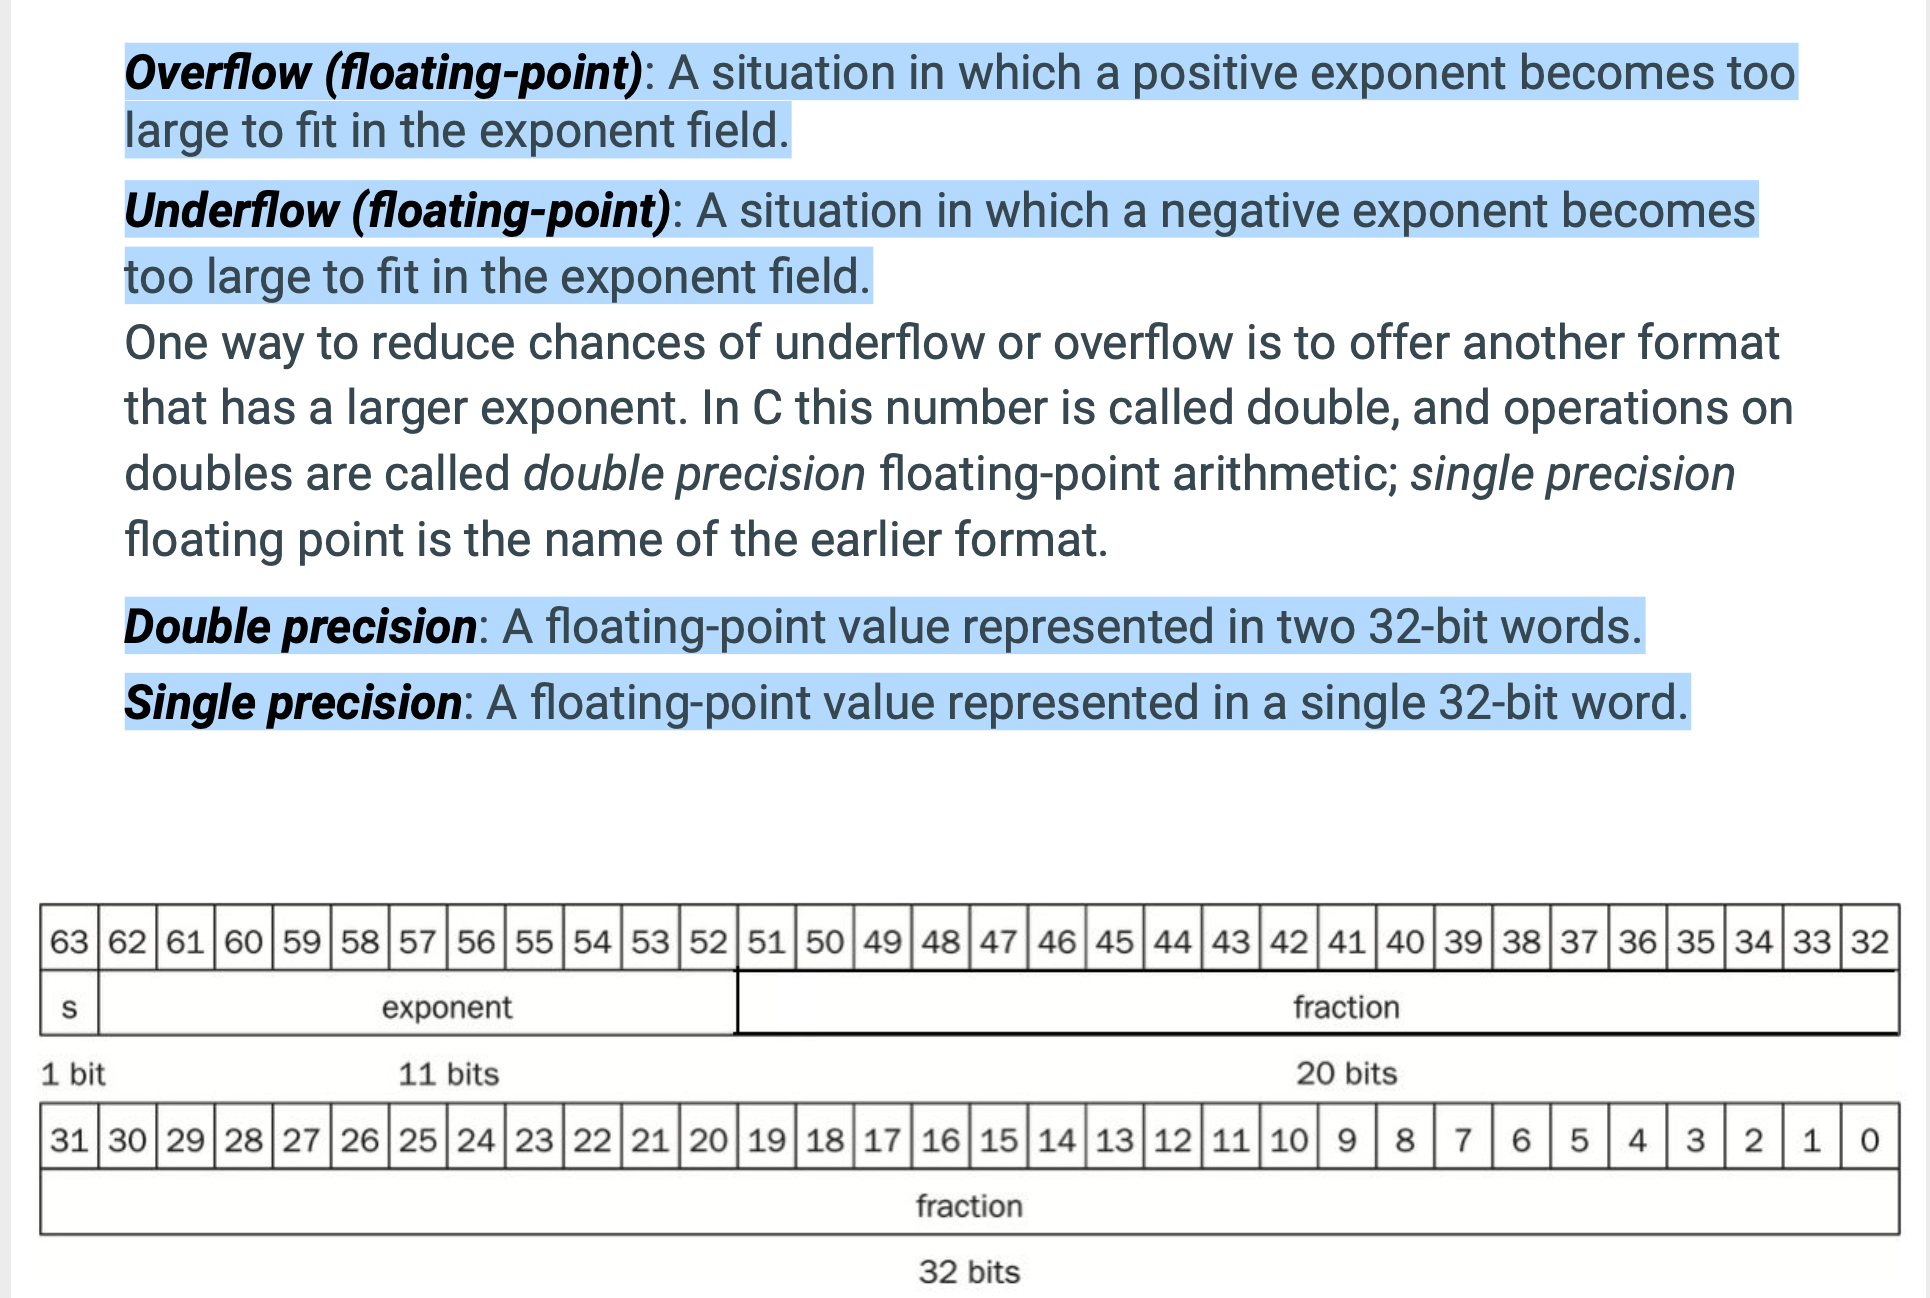 Overflow (floating-point): A situation in which a positive exponent becomes too
large to fit in the exponent field.
Underflow (floating-point): A situation in which a negative exponent becomes
too large to fit in the exponent field.
One way to reduce chances of underflow or overflow is to offer another format
that has a larger exponent. In C this number is called double, and operations on
doubles are called double precision floating-point arithmetic; single precision
floating point is the name of the earlier format.
Double precision: A floating-point value represented in two 32-bit words.
Single precision: A floating-point value represented in a single 32-bit word.
63 62 61 60 59 58 57 56 55 54 53 52 51 50 49 48 47 46 45 44 43 42 41 40 39 38 37 36 35 34 33 32
s exponent fraction
1 bit 11 bits 20 bits
31 30 29 28 27 26 25 24 23 22 21 20 19 18 17 16 15 14 13 12 11 10 9 8 7 6 5 4 3 2 1 0
fraction
32 bits